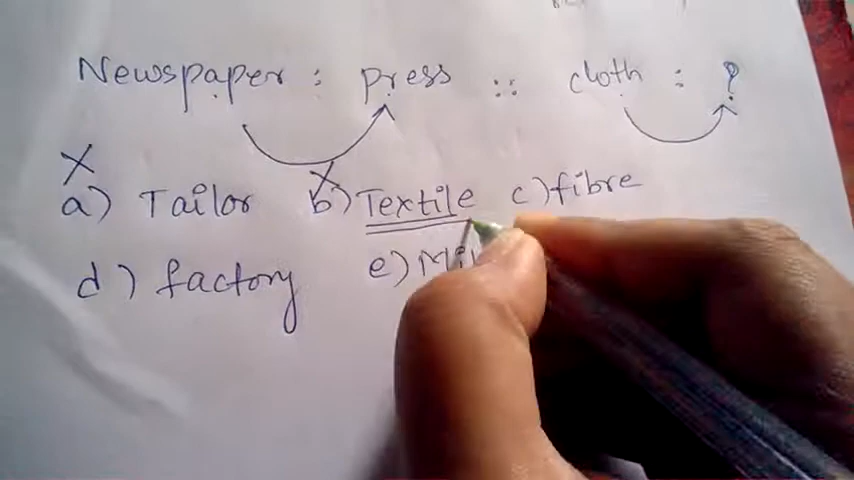 Newspaper : press :: cloth : ?
a) Tailor b) Textile c) fibre
d) factory e)